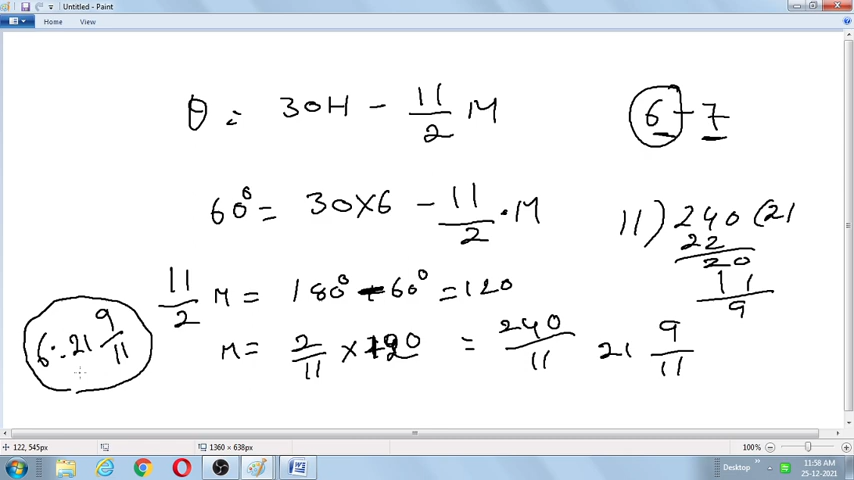 Untitled - Paint
Home View
θ = 30H - 11/2 M
6 - 7
60° = 30×6 - 11/2 . M
11 ) 240 ( 21
22
20
11
9
11/2 M = 180° - 60° = 120
M = 2/11 × 120 = 240/11 21 9/11
6 : 21 9/11
122, 545px 1360 × 638px 100%
Desktop 11:58 AM
25-12-2021